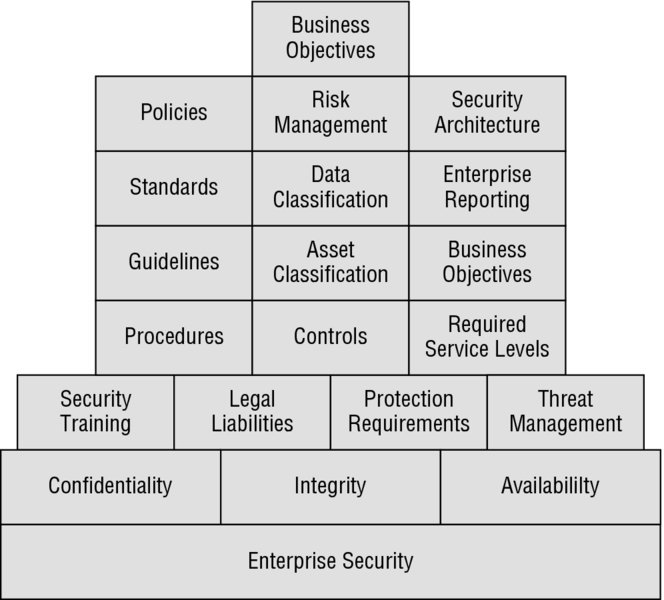 Business
Objectives
Policies
Risk
Management
Security
Architecture
Standards
Data
Classification
Enterprise
Reporting
Guidelines
Asset
Classification
Business
Objectives
Procedures
Controls
Required
Service Levels
Security
Training
Legal
Liabilities
Protection
Requirements
Threat
Management
Confidentiality
Integrity
Availabililty
Enterprise Security